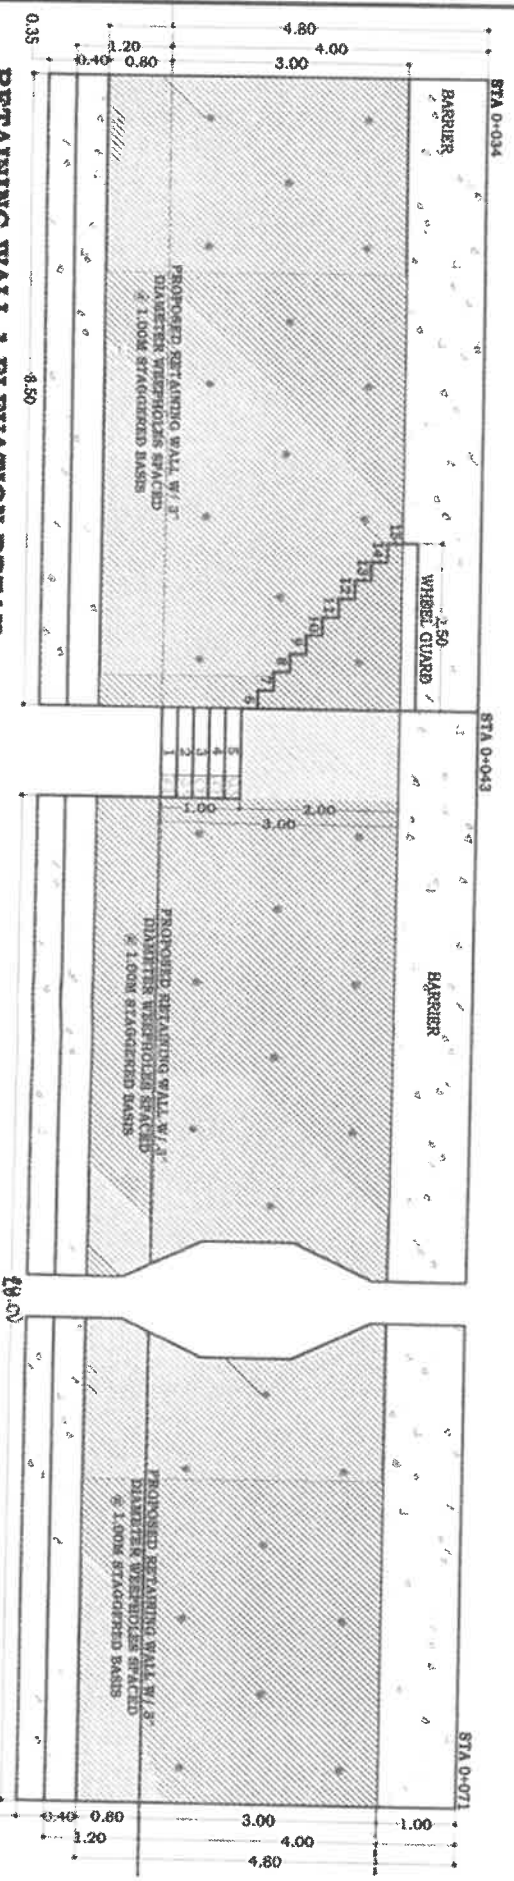 STA 0+034
STA 0+043
STA 0+071
4.80
4.00
1.20
3.00
0.80
0.40
0.35
BARRIER
1.50
WHEEL GUARD
BARRIER
15
14
13
12
11
10
9
8
7
6
5
4
3
2
1
1.00
2.00
3.00
PROPOSED RETAINING WALL W/ 3"
DIAMETER WEEPHOLES SPACED
@ 1.00M STAGGERED BASIS
PROPOSED RETAINING WALL W/ 3"
DIAMETER WEEPHOLES SPACED
@ 1.00M STAGGERED BASIS
PROPOSED RETAINING WALL W/ 3"
DIAMETER WEEPHOLES SPACED
@ 1.00M STAGGERED BASIS
8.50
0.40
0.80
3.00
1.00
1.20
4.00
4.80